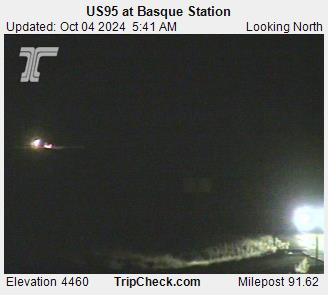 US95 at Basque Station
Updated: Oct 04 2024 5:41 AM Looking North
Elevation 4460 TripCheck.com Milepost 91.62